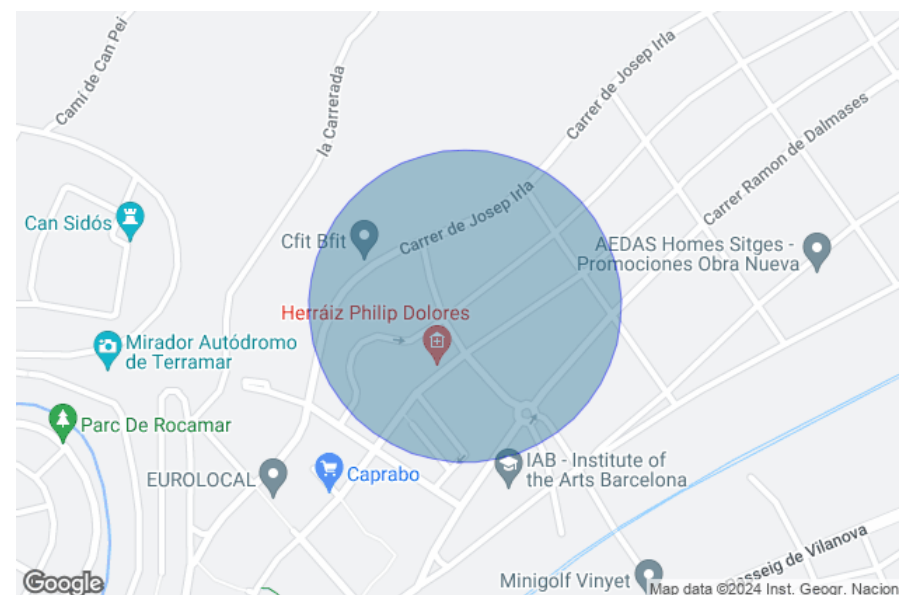 Camí de Can Pei
la Carrerada
Carrer de Josep Irla
Carrer Ramon de Dalmases
Can Sidós
Cfit Bfit
Carrer de Josep Irla
AEDAS Homes Sitges -
Promociones Obra Nueva
Herráiz Philip Dolores
Mirador Autódromo
de Terramar
Parc De Rocamar
EUROLOCAL
Caprabo
IAB - Institute of
the Arts Barcelona
Passeig de Vilanova
Minigolf Vinyet
Google
Map data ©2024 Inst. Geogr. Nacion